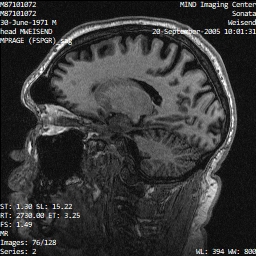 M87101072
M87101072
30-June-1971 M
head MWEISEND
MPRAGE (FSPGR)_sag
MIND Imaging Center
Sonata
Weisend
20-September-2005 10:01:31
ST: 1.30 SL: 15.22
RT: 2730.00 ET: 3.25
FS: 1.49
MR
Images: 76/128
Series: 2
WL: 394 WW: 800